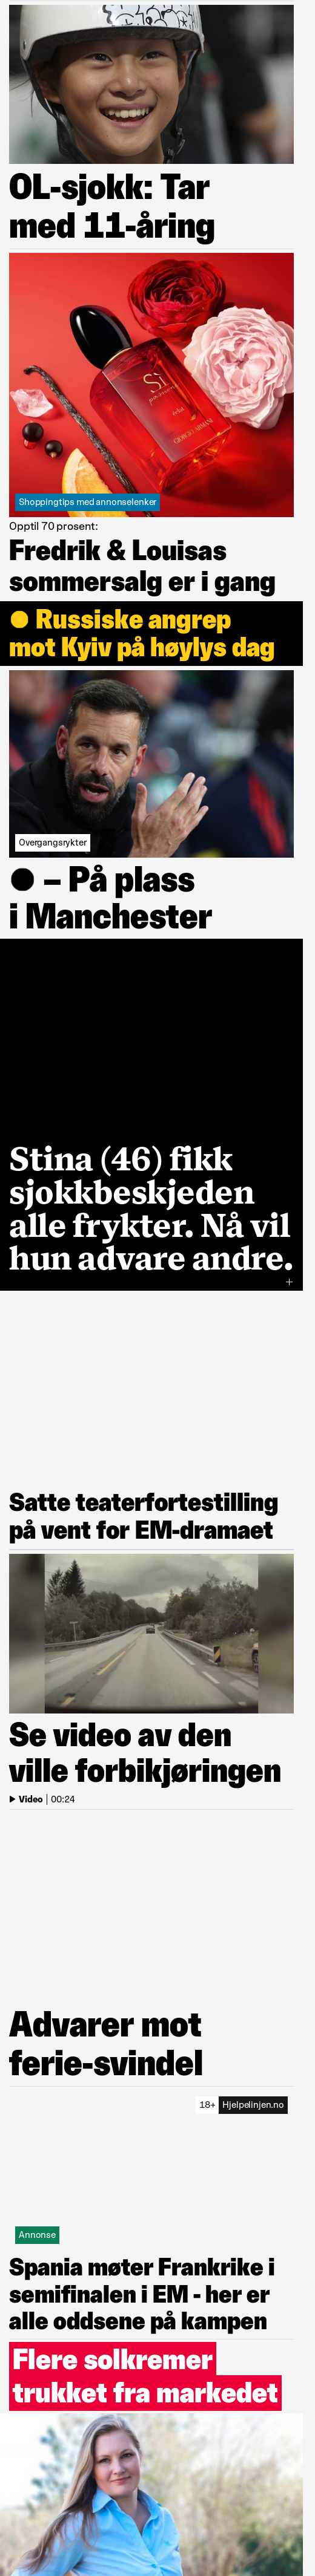 OL-sjokk: Tar
med 11-åring
Sì
GIORGIO ARMANI
Shoppingtips med annonselenker
Opptil 70 prosent:
Fredrik & Louisas
sommersalg er i gang
Russiske angrep
mot Kyiv på høylys dag
Overgangsrykter
– På plass
i Manchester
Stina (46) fikk
sjokkbeskjeden
alle frykter. Nå vil
hun advare andre.
+
Satte teaterfortestilling
på vent for EM-dramaet
Se video av den
ville forbikjøringen
Video | 00:24
Advarer mot
ferie-svindel
18+ Hjelpelinjen.no
Annonse
Spania møter Frankrike i
semifinalen i EM - her er
alle oddsene på kampen
Flere solkremer
trukket fra markedet